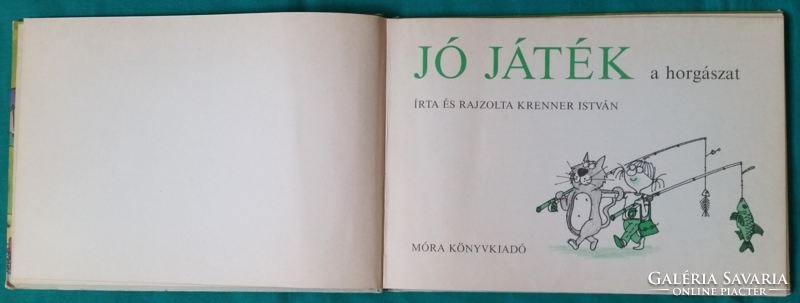 JÓ JÁTÉK a horgászat
ÍRTA ÉS RAJZOLTA KRENNER ISTVÁN
MÓRA KÖNYVKIADÓ
GALÉRIA SAVARIA
ONLINE PIACTÉR